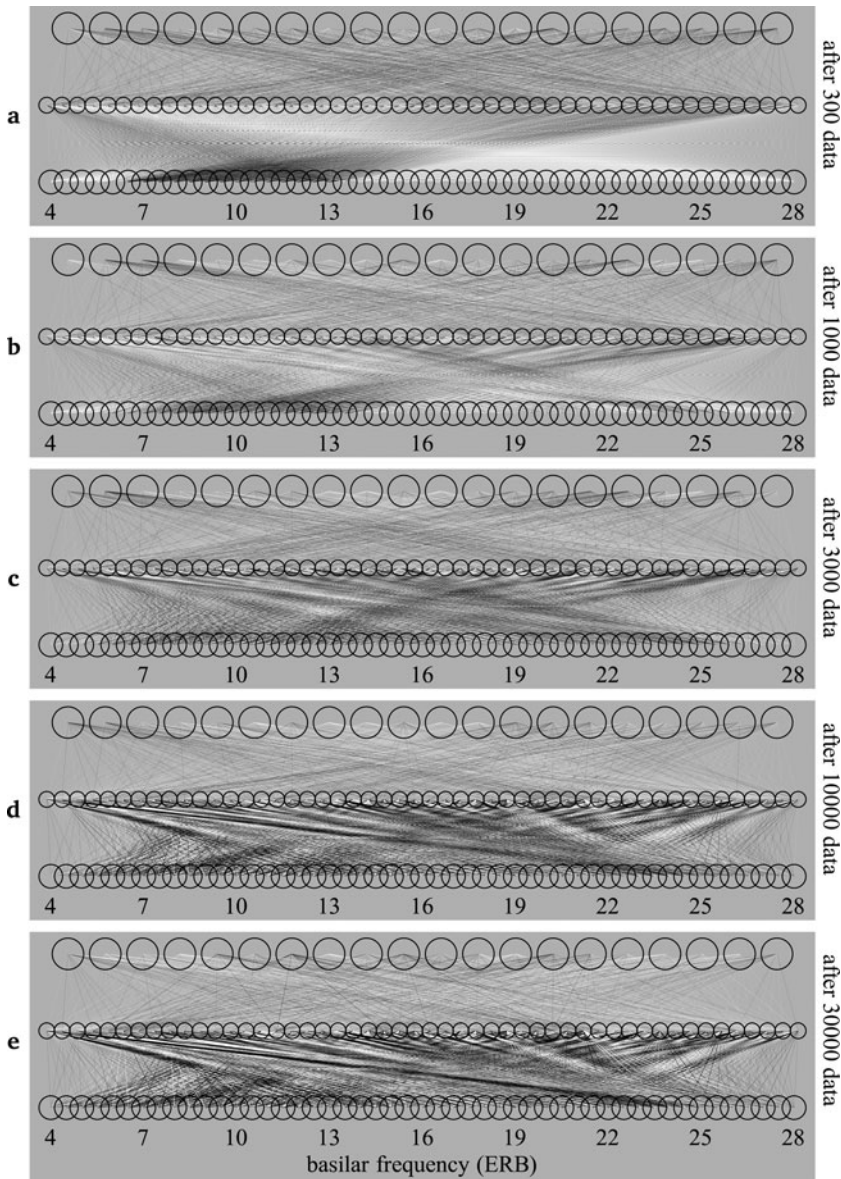 a
after 300 data
4 7 10 13 16 19 22 25 28
b
after 1000 data
4 7 10 13 16 19 22 25 28
c
after 3000 data
4 7 10 13 16 19 22 25 28
d
after 10000 data
4 7 10 13 16 19 22 25 28
e
after 30000 data
4 7 10 13 16 19 22 25 28
basilar frequency (ERB)